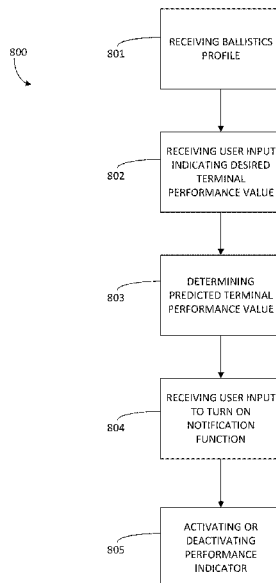 800
801
RECEIVING BALLISTICS
PROFILE
802
RECEIVING USER INPUT
INDICATING DESIRED
TERMINAL
PERFORMANCE VALUE
803
DETERMINING
PREDICTED TERMINAL
PERFORMANCE VALUE
804
RECEIVING USER INPUT
TO TURN ON
NOTIFICATION
FUNCTION
805
ACTIVATING OR
DEACTIVATING
PERFORMANCE
INDICATOR